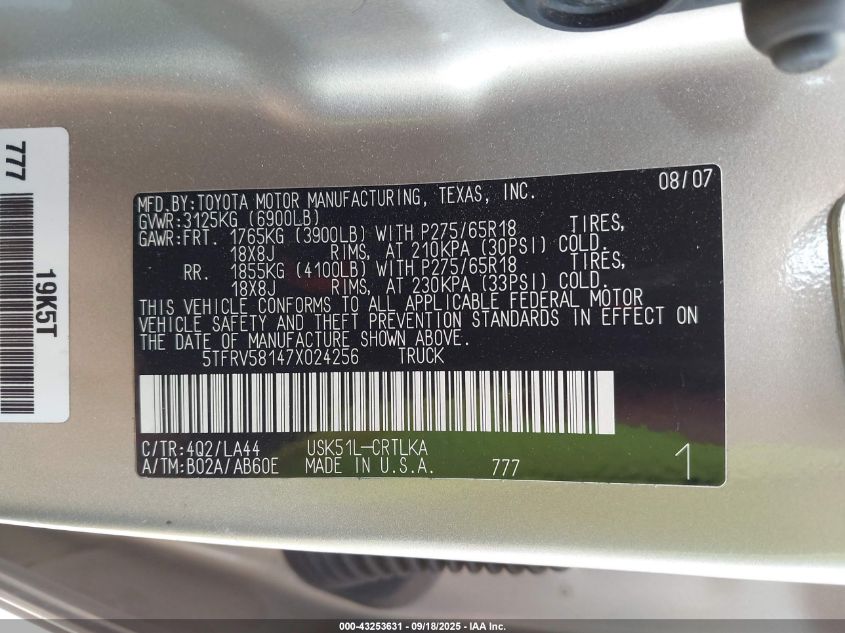 MFD.BY:TOYOTA MOTOR MANUFACTURING, TEXAS, INC. 08/07
GVWR:3125KG (6900LB)
GAWR:FRT. 1765KG (3900LB) WITH P275/65R18 TIRES,
18X8J RIMS, AT 210KPA (30PSI) COLD.
RR. 1855KG (4100LB) WITH P275/65R18 TIRES,
18X8J RIMS, AT 230KPA (33PSI) COLD.
THIS VEHICLE CONFORMS TO ALL APPLICABLE FEDERAL MOTOR
VEHICLE SAFETY AND THEFT PREVENTION STANDARDS IN EFFECT ON
THE DATE OF MANUFACTURE SHOWN ABOVE.
5TFRV58147X024256 TRUCK
C/TR:4Q2/LA44 USK51L-CRTLKA
A/TM:B02A/AB60E MADE IN U.S.A. 777 1
777
19K5T
000-43253631 - 09/18/2025 - IAA Inc.